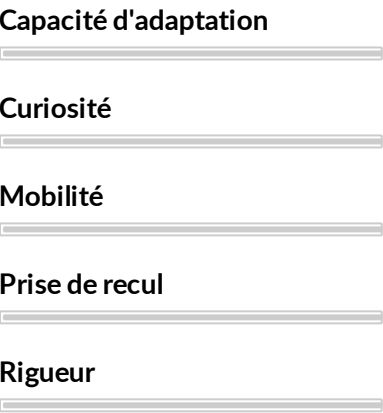 Capacité d'adaptation
Curiosité
Mobilité
Prise de recul
Rigueur